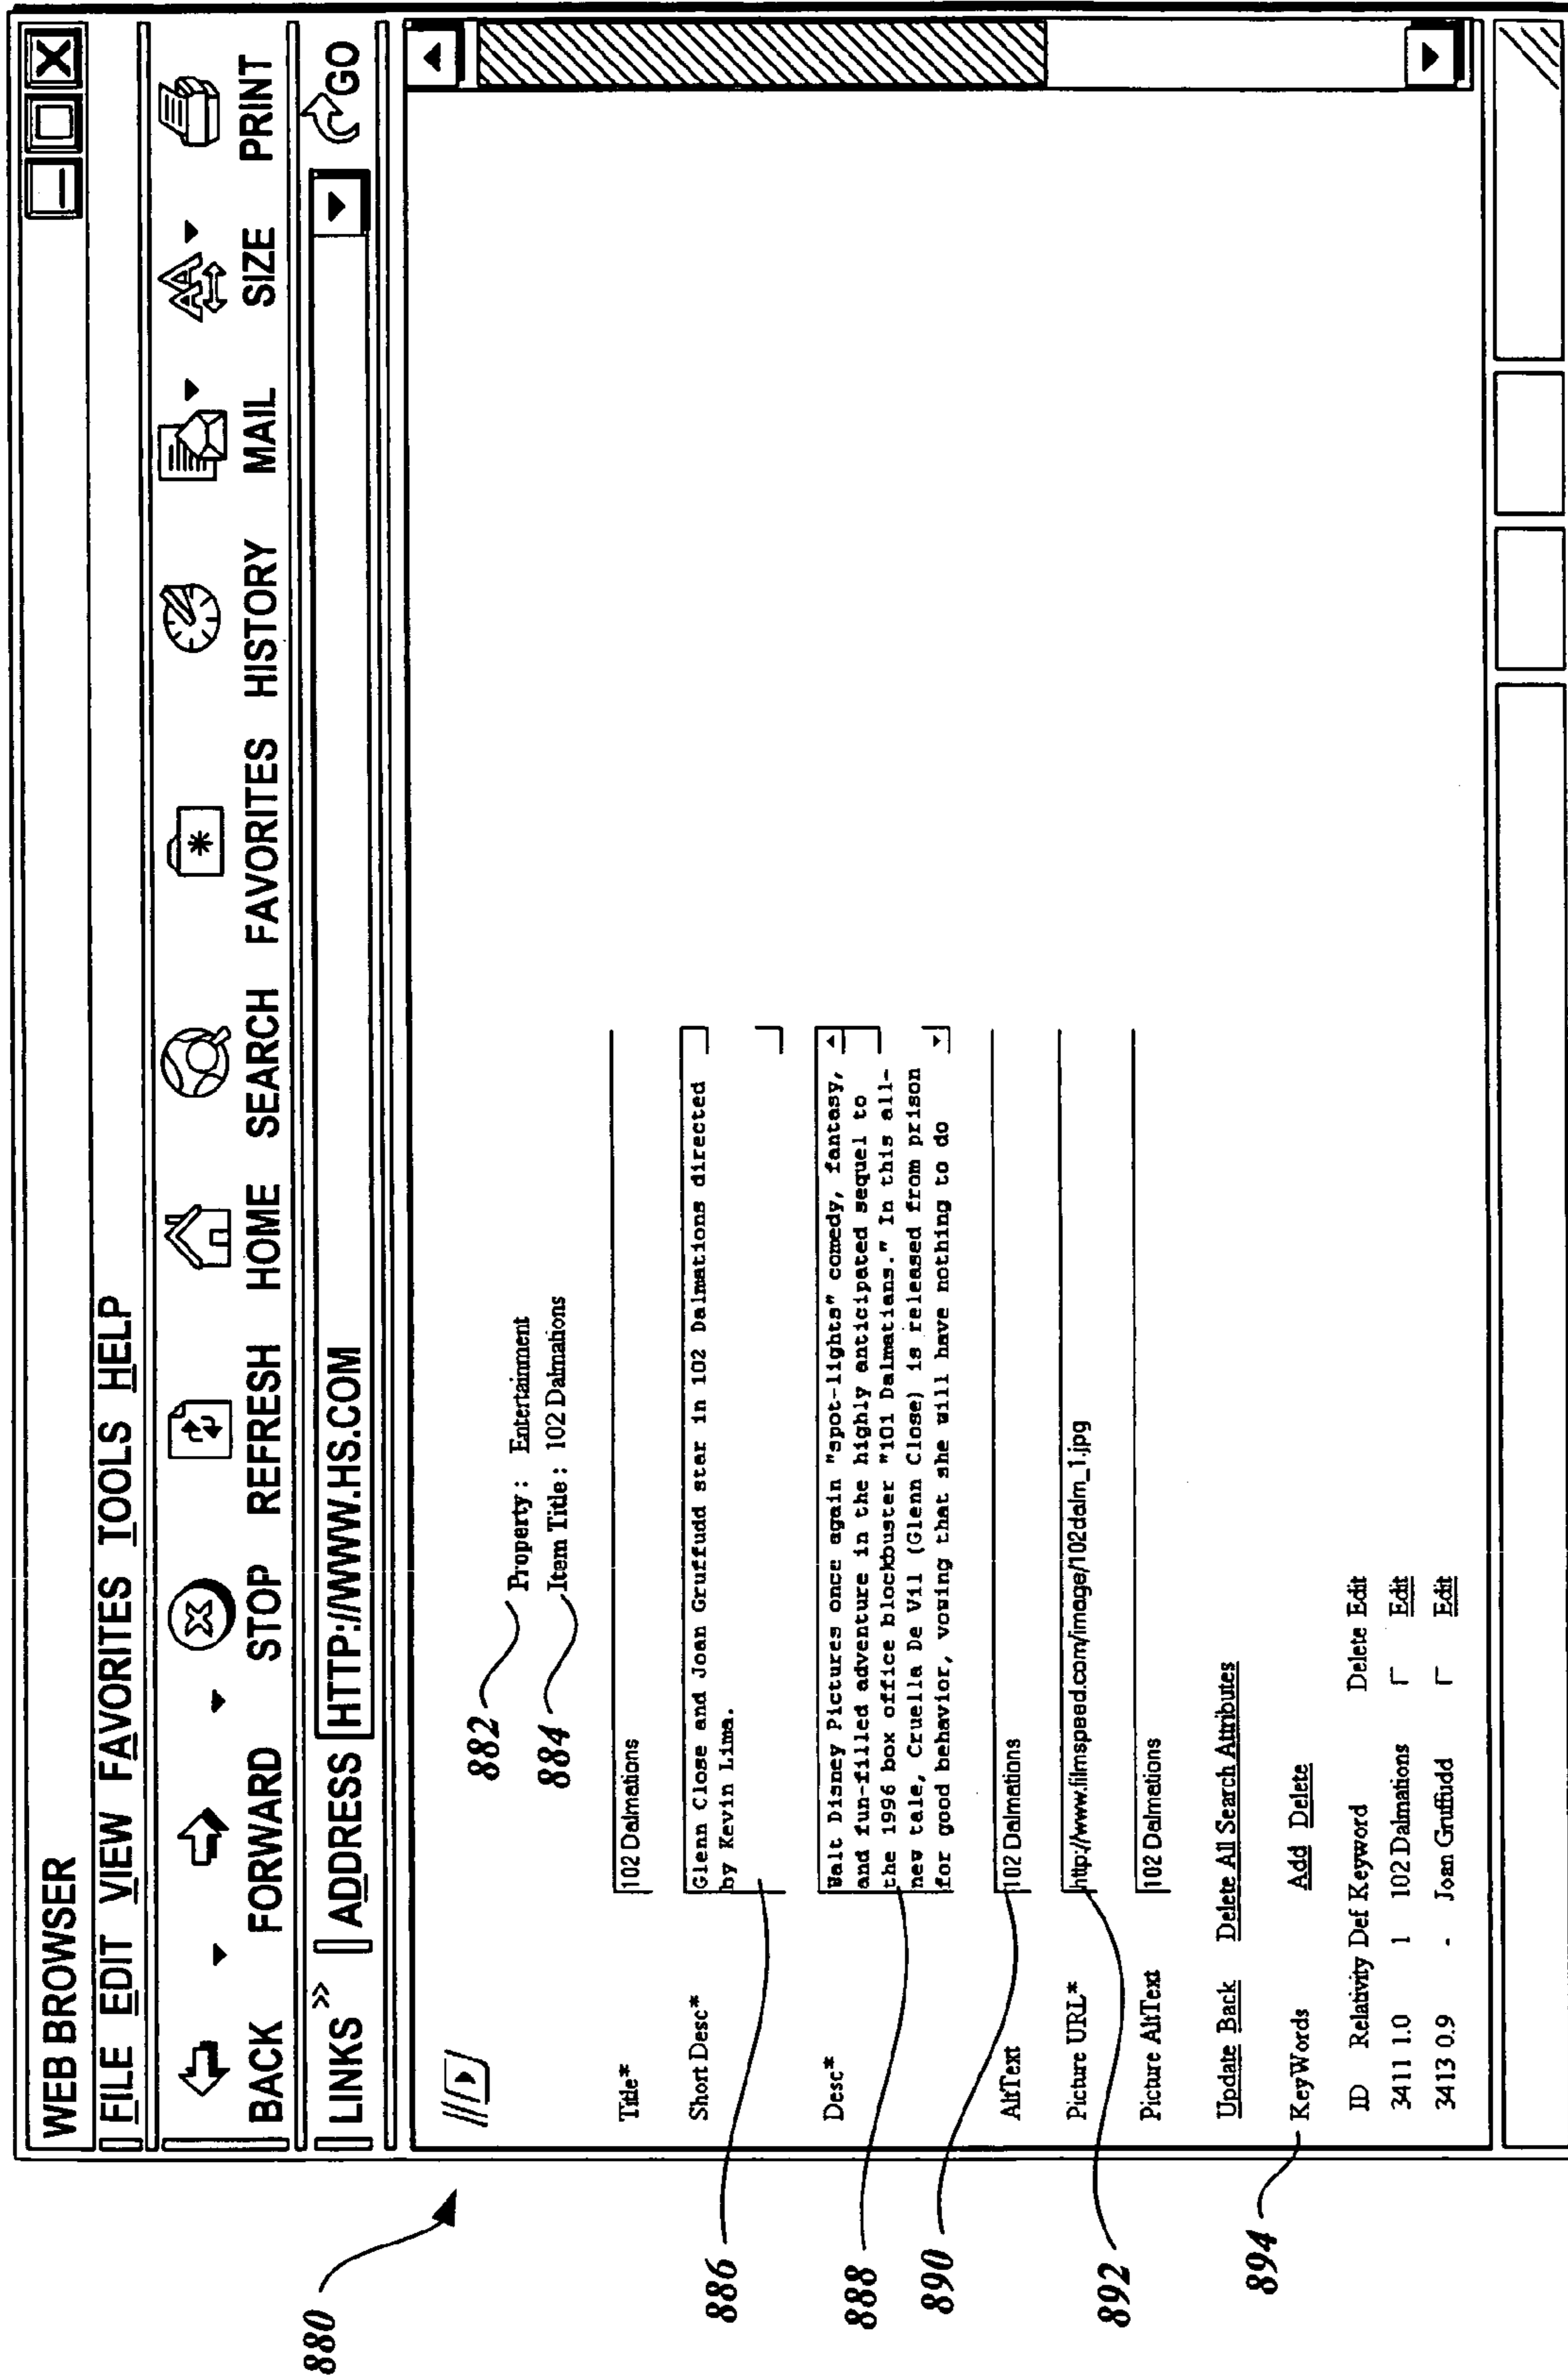 WEB BROWSER
FILE EDIT VIEW FAVORITES TOOLS HELP
BACK FORWARD STOP REFRESH HOME SEARCH FAVORITES HISTORY MAIL SIZE PRINT
LINKS >> ADDRESS HTTP://WWW.HS.COM GO
880
882 Property : Entertainment
884 Item Title : 102 Dalmations
Title* 102 Dalmations
Short Desc* Glenn Close and Joan Gruffudd star in 102 Dalmations directed
by Kevin Lima.
886
Desc* Walt Disney Pictures once again "spot-lights" comedy, fantasy,
and fun-filled adventure in the highly anticipated sequel to
the 1996 box office blockbuster "101 Dalmatians." In this all-
new tale, Cruella De Vil (Glenn Close) is released from prison
for good behavior, vowing that she will have nothing to do
888
AltText 102 Dalmations
890
Picture URL* http://www.filmspeed.com/image/102dalm_1.jpg
892
Picture AltText 102 Dalmations
Update Back Delete All Search Attributes
894 KeyWords Add Delete
ID Relativity Def Keyword Delete Edit
3411 1.0 1 102 Dalmations Edit
3413 0.9 - Joan Gruffudd Edit